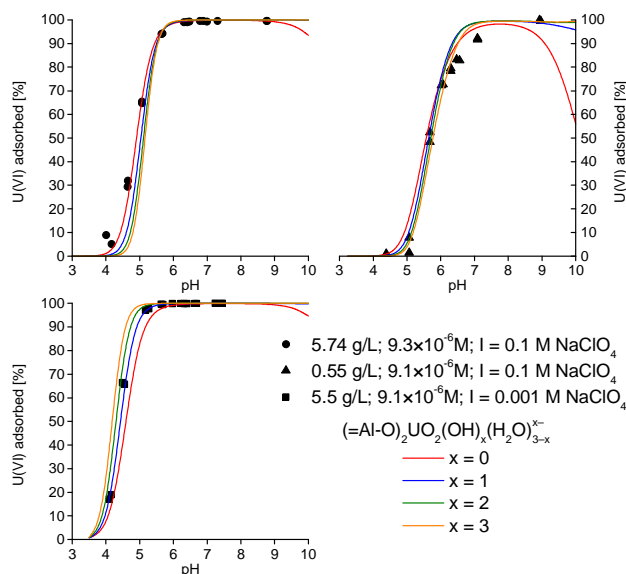 100
90
80
70
60
50
40
30
20
10
0
U(VI) adsorbed [%]
3 4 5 6 7 8 9 10
pH
100
90
80
70
60
50
40
30
20
10
0
U(VI) adsorbed [%]
3 4 5 6 7 8 9 10
pH
100
90
80
70
60
50
40
30
20
10
0
U(VI) adsorbed [%]
3 4 5 6 7 8 9 10
pH
5.74 g/L; 9.3×10⁻⁶M; I = 0.1 M NaClO₄
0.55 g/L; 9.1×10⁻⁶M; I = 0.1 M NaClO₄
5.5 g/L; 9.1×10⁻⁶M; I = 0.001 M NaClO₄
(=Al-O)₂UO₂(OH)ₓ(H₂O)₃₋ₓˣ⁻
x = 0
x = 1
x = 2
x = 3